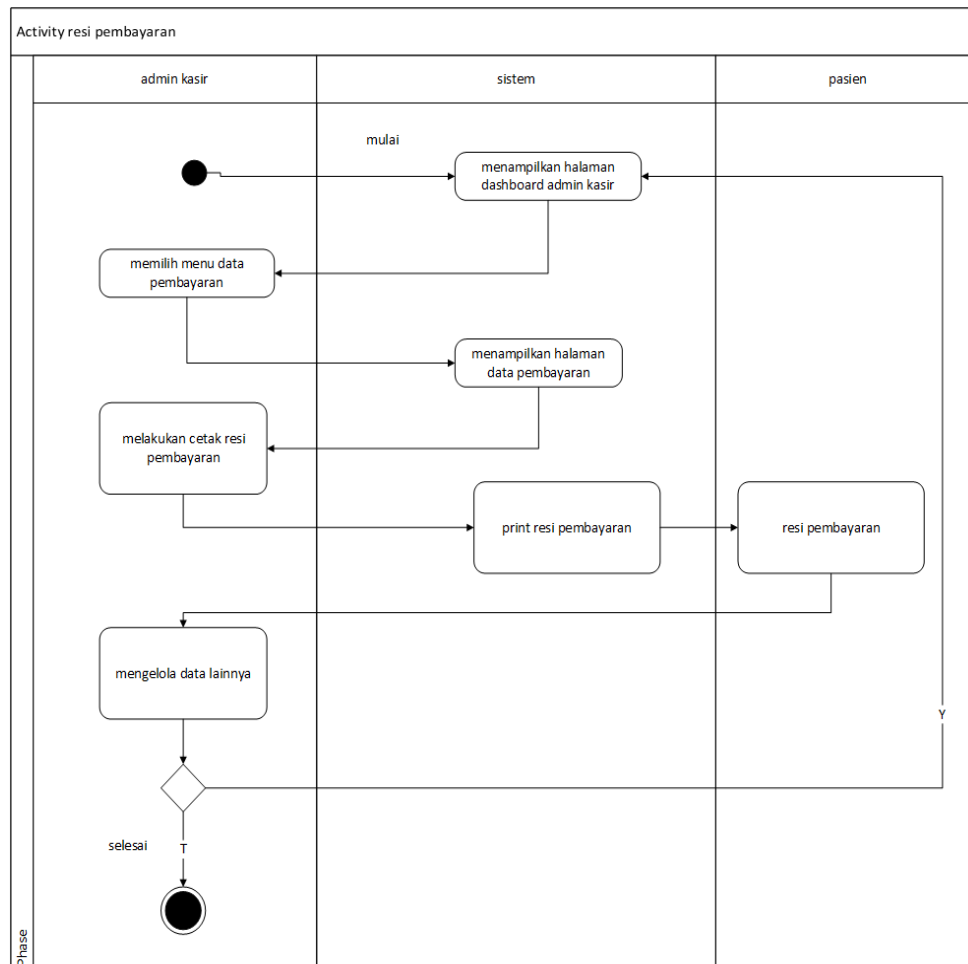 Activity resi pembayaran
admin kasir
sistem
pasien
mulai
menampilkan halaman
dashboard admin kasir
memilih menu data
pembayaran
menampilkan halaman
data pembayaran
melakukan cetak resi
pembayaran
print resi pembayaran
resi pembayaran
mengelola data lainnya
Y
selesai
T
Phase